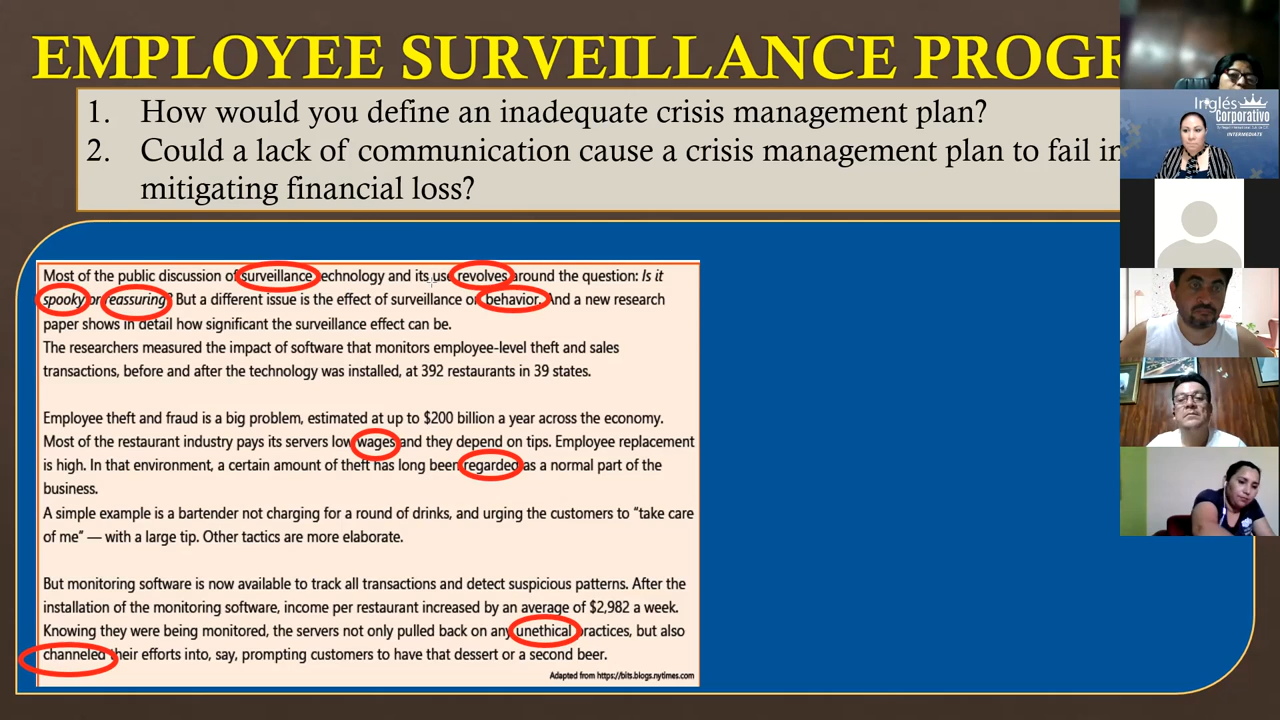 EMPLOYEE SURVEILLANCE PROGR
1. How would you define an inadequate crisis management plan?
2. Could a lack of communication cause a crisis management plan to fail in
mitigating financial loss?
Most of the public discussion of surveillance technology and its use revolves around the question: Is it
spooky or reassuring? But a different issue is the effect of surveillance on behavior. And a new research
paper shows in detail how significant the surveillance effect can be.
The researchers measured the impact of software that monitors employee-level theft and sales
transactions, before and after the technology was installed, at 392 restaurants in 39 states.
Employee theft and fraud is a big problem, estimated at up to $200 billion a year across the economy.
Most of the restaurant industry pays its servers low wages and they depend on tips. Employee replacement
is high. In that environment, a certain amount of theft has long been regarded as a normal part of the
business.
A simple example is a bartender not charging for a round of drinks, and urging the customers to “take care
of me” — with a large tip. Other tactics are more elaborate.
But monitoring software is now available to track all transactions and detect suspicious patterns. After the
installation of the monitoring software, income per restaurant increased by an average of $2,982 a week.
Knowing they were being monitored, the servers not only pulled back on any unethical practices, but also
channeled their efforts into, say, prompting customers to have that dessert or a second beer.
Adapted from https://bits.blogs.nytimes.com
Inglés
Corporativo
INTERMEDIATE